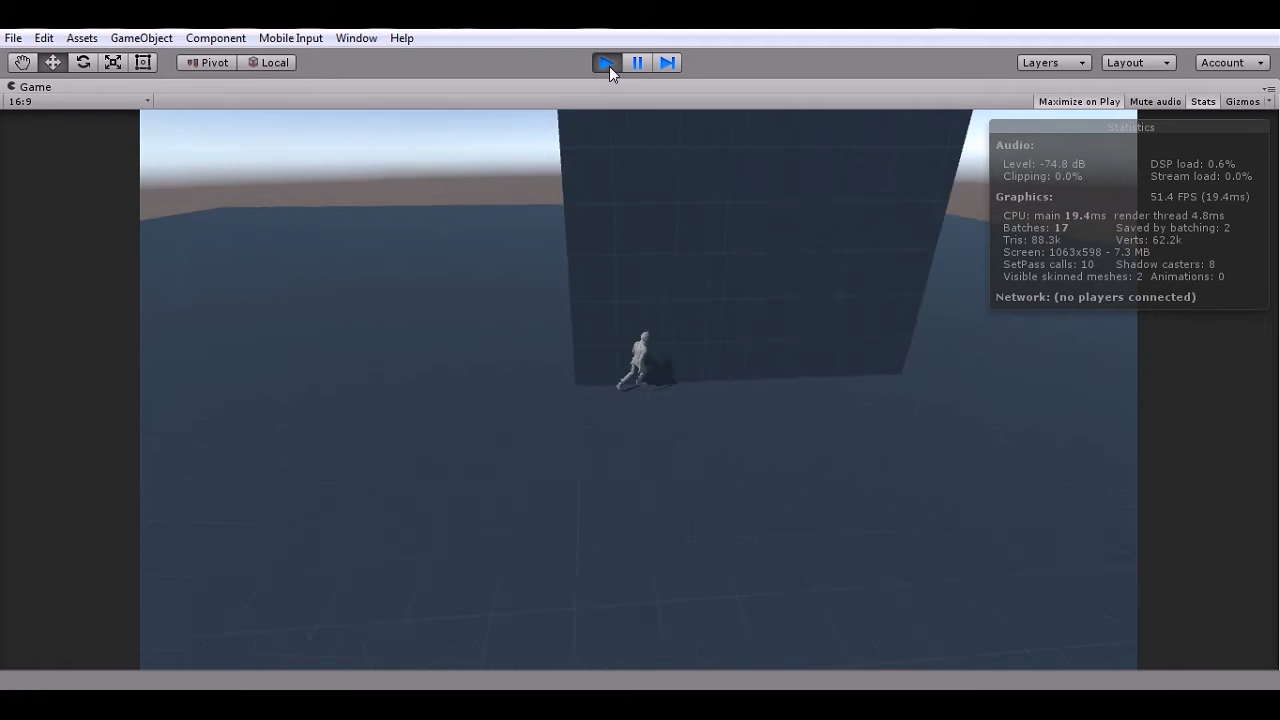 File Edit Assets GameObject Component Mobile Input Window Help
Pivot Local Layers Layout Account
Game
16:9 Maximize on Play Mute audio Stats Gizmos
Statistics
Audio:
Level: -74.8 dB DSP load: 0.6%
Clipping: 0.0% Stream load: 0.0%
Graphics: 51.4 FPS (19.4ms)
CPU: main 19.4ms render thread 4.8ms
Batches: 17 Saved by batching: 2
Tris: 88.3k Verts: 62.2k
Screen: 1063x598 - 7.3 MB
SetPass calls: 10 Shadow casters: 8
Visible skinned meshes: 2 Animations: 0
Network: (no players connected)